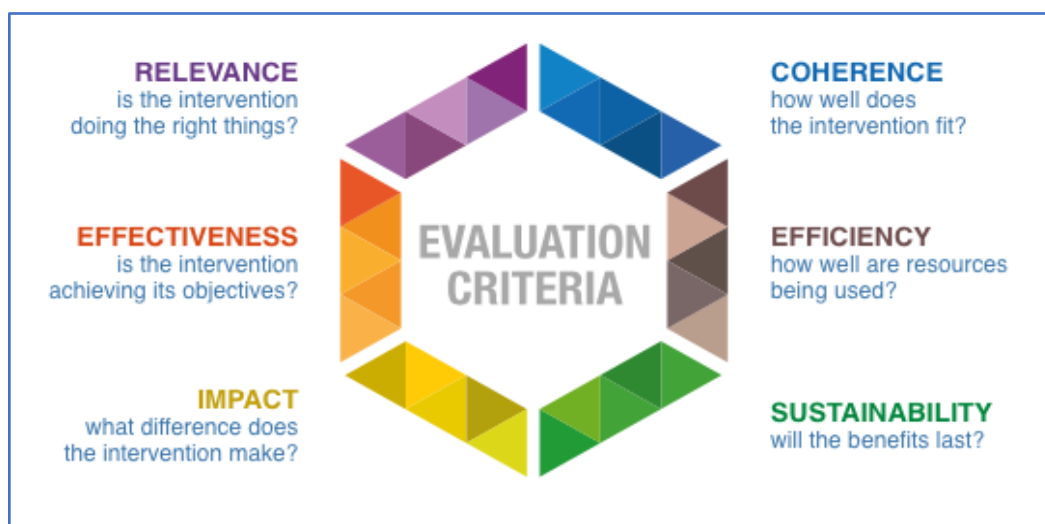 RELEVANCE
is the intervention
doing the right things?
COHERENCE
how well does
the intervention fit?
EFFECTIVENESS
is the intervention
achieving its objectives?
EVALUATION
CRITERIA
EFFICIENCY
how well are resources
being used?
IMPACT
what difference does
the intervention make?
SUSTAINABILITY
will the benefits last?